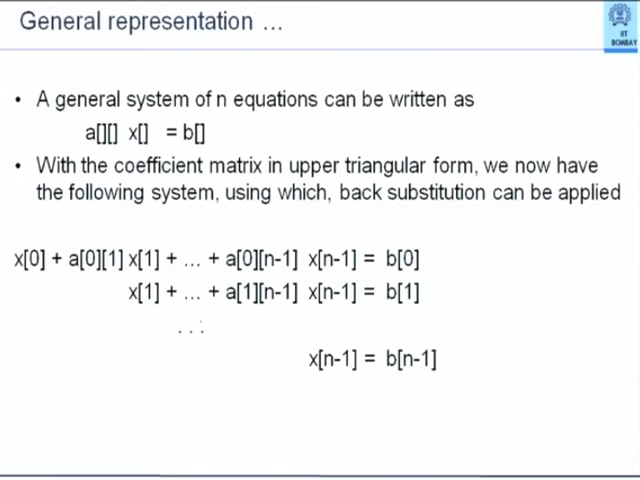 General representation ...
IIT
BOMBAY
• A general system of n equations can be written as
a[][] x[] = b[]
• With the coefficient matrix in upper triangular form, we now have
the following system, using which, back substitution can be applied
x[0] + a[0][1] x[1] + ... + a[0][n-1] x[n-1] = b[0]
x[1] + ... + a[1][n-1] x[n-1] = b[1]
. . .
x[n-1] = b[n-1]